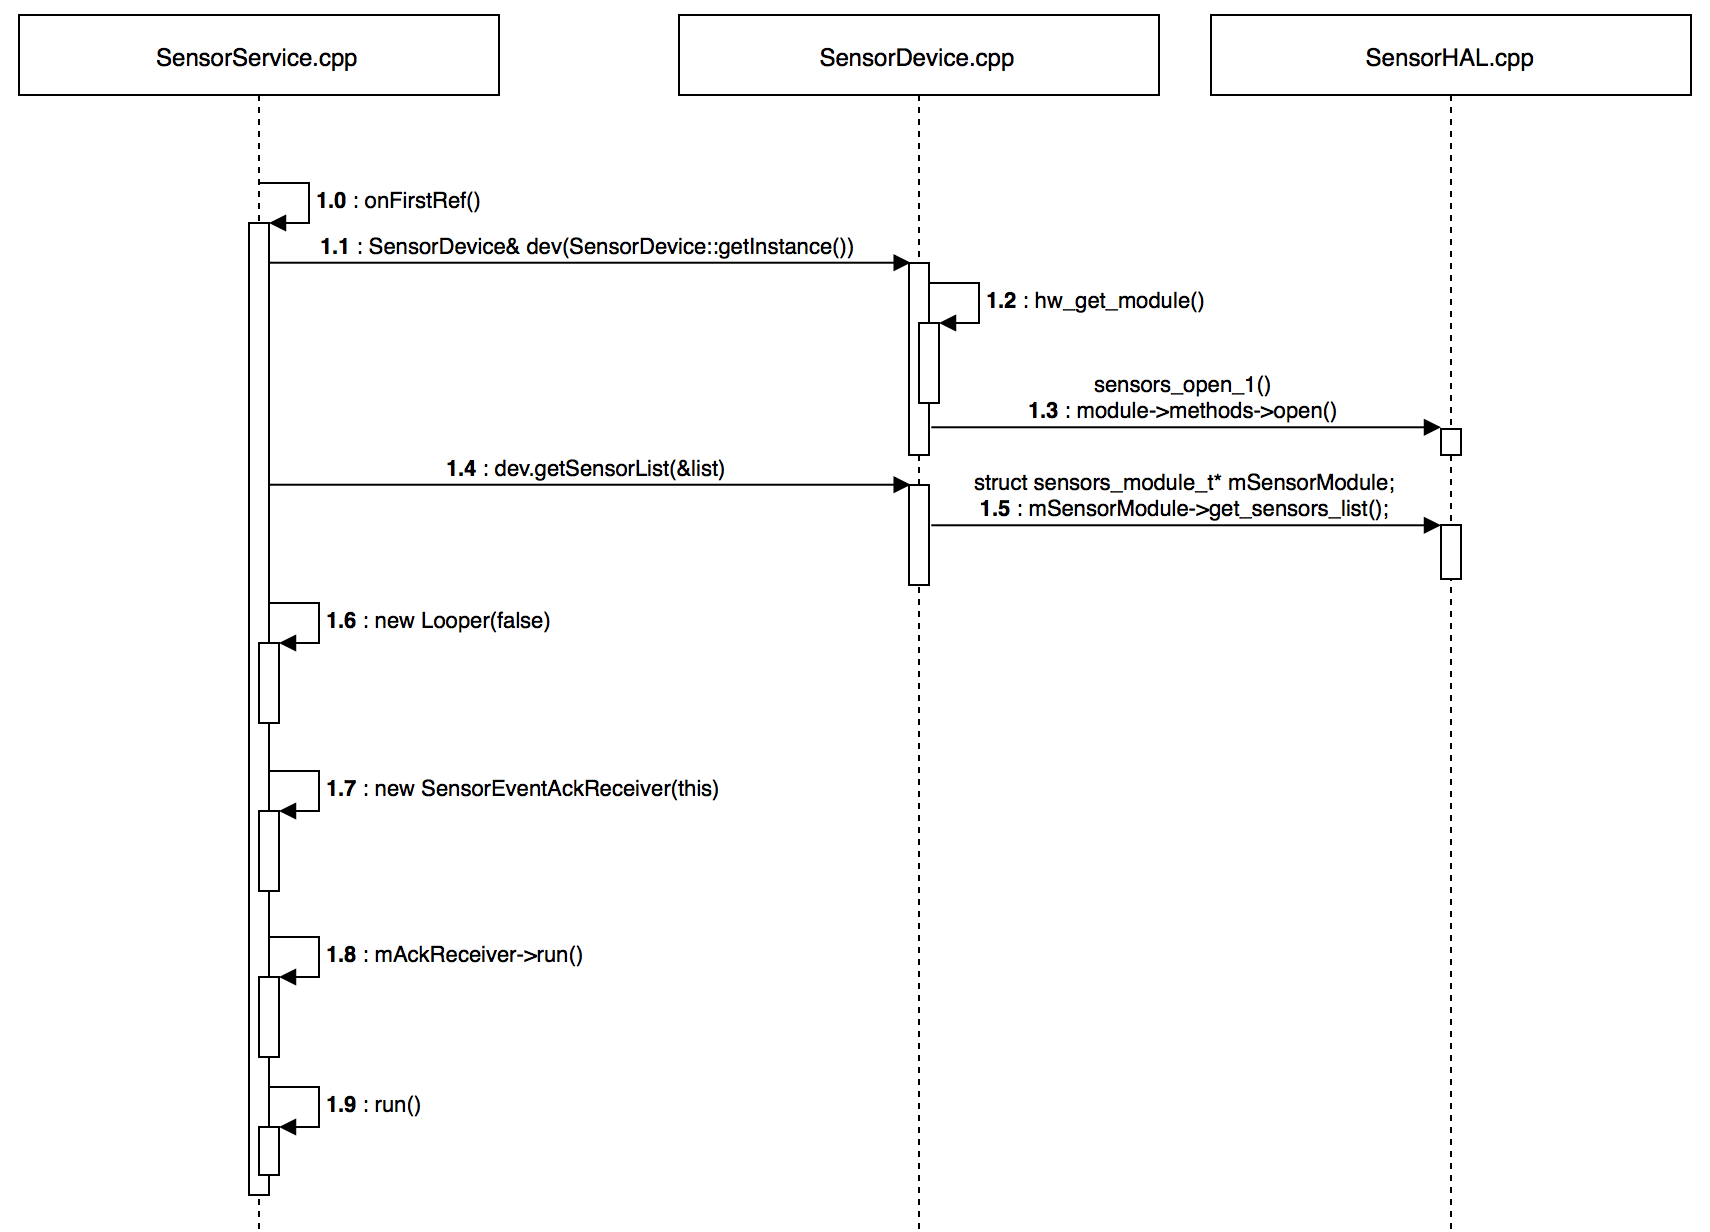 SensorService.cpp
SensorDevice.cpp
SensorHAL.cpp
1.0 : onFirstRef()
1.1 : SensorDevice& dev(SensorDevice::getInstance())
1.2 : hw_get_module()
sensors_open_1()
1.3 : module->methods->open()
1.4 : dev.getSensorList(&list)
struct sensors_module_t* mSensorModule;
1.5 : mSensorModule->get_sensors_list();
1.6 : new Looper(false)
1.7 : new SensorEventAckReceiver(this)
1.8 : mAckReceiver->run()
1.9 : run()